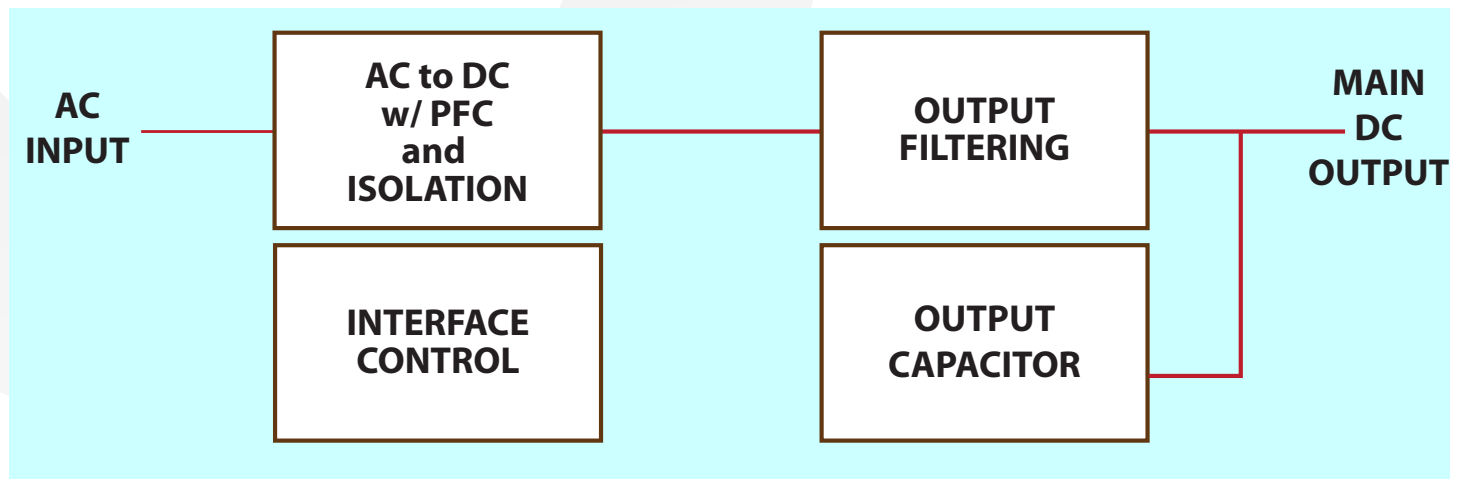 AC
INPUT
AC to DC
w/ PFC
and
ISOLATION
OUTPUT
FILTERING
MAIN
DC
OUTPUT
INTERFACE
CONTROL
OUTPUT
CAPACITOR